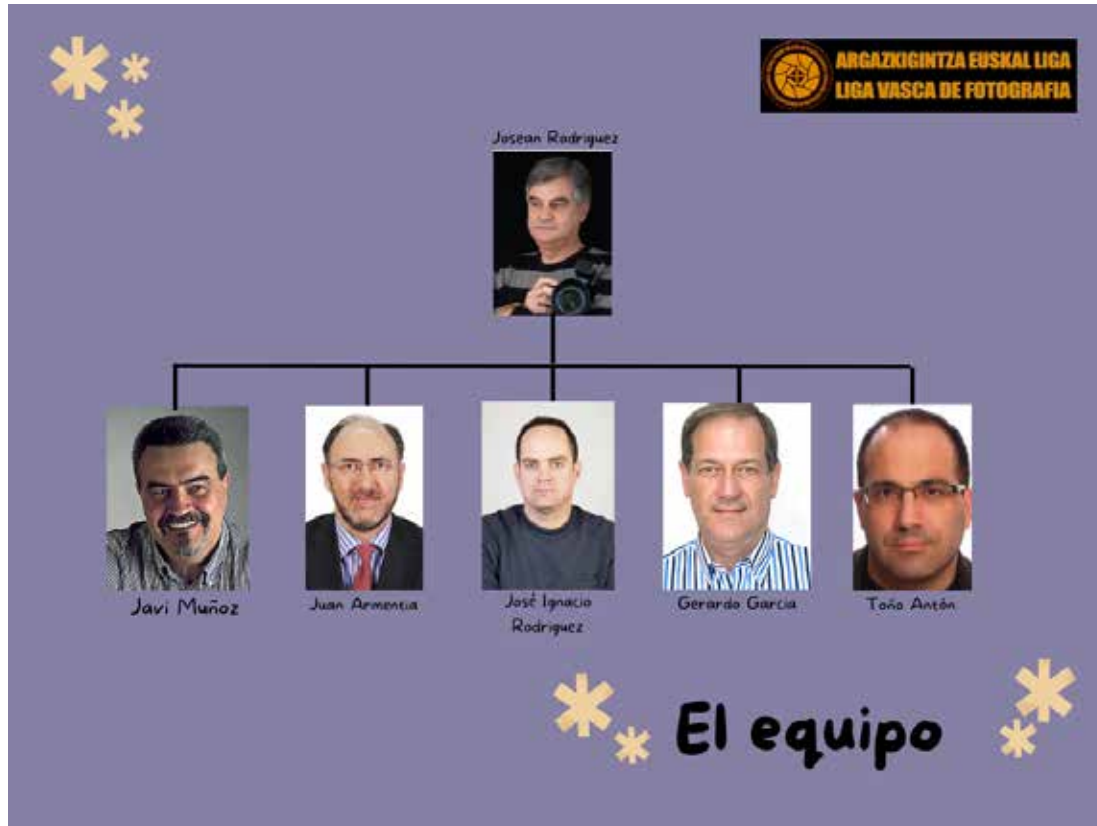 ARGAZKIGINTZA EUSKAL LIGA
LIGA VASCA DE FOTOGRAFIA
Josean Rodriguez
Javi Muñoz
Juan Armentia
José Ignacio
Rodriguez
Gerardo Garcia
Toño Antón
El equipo